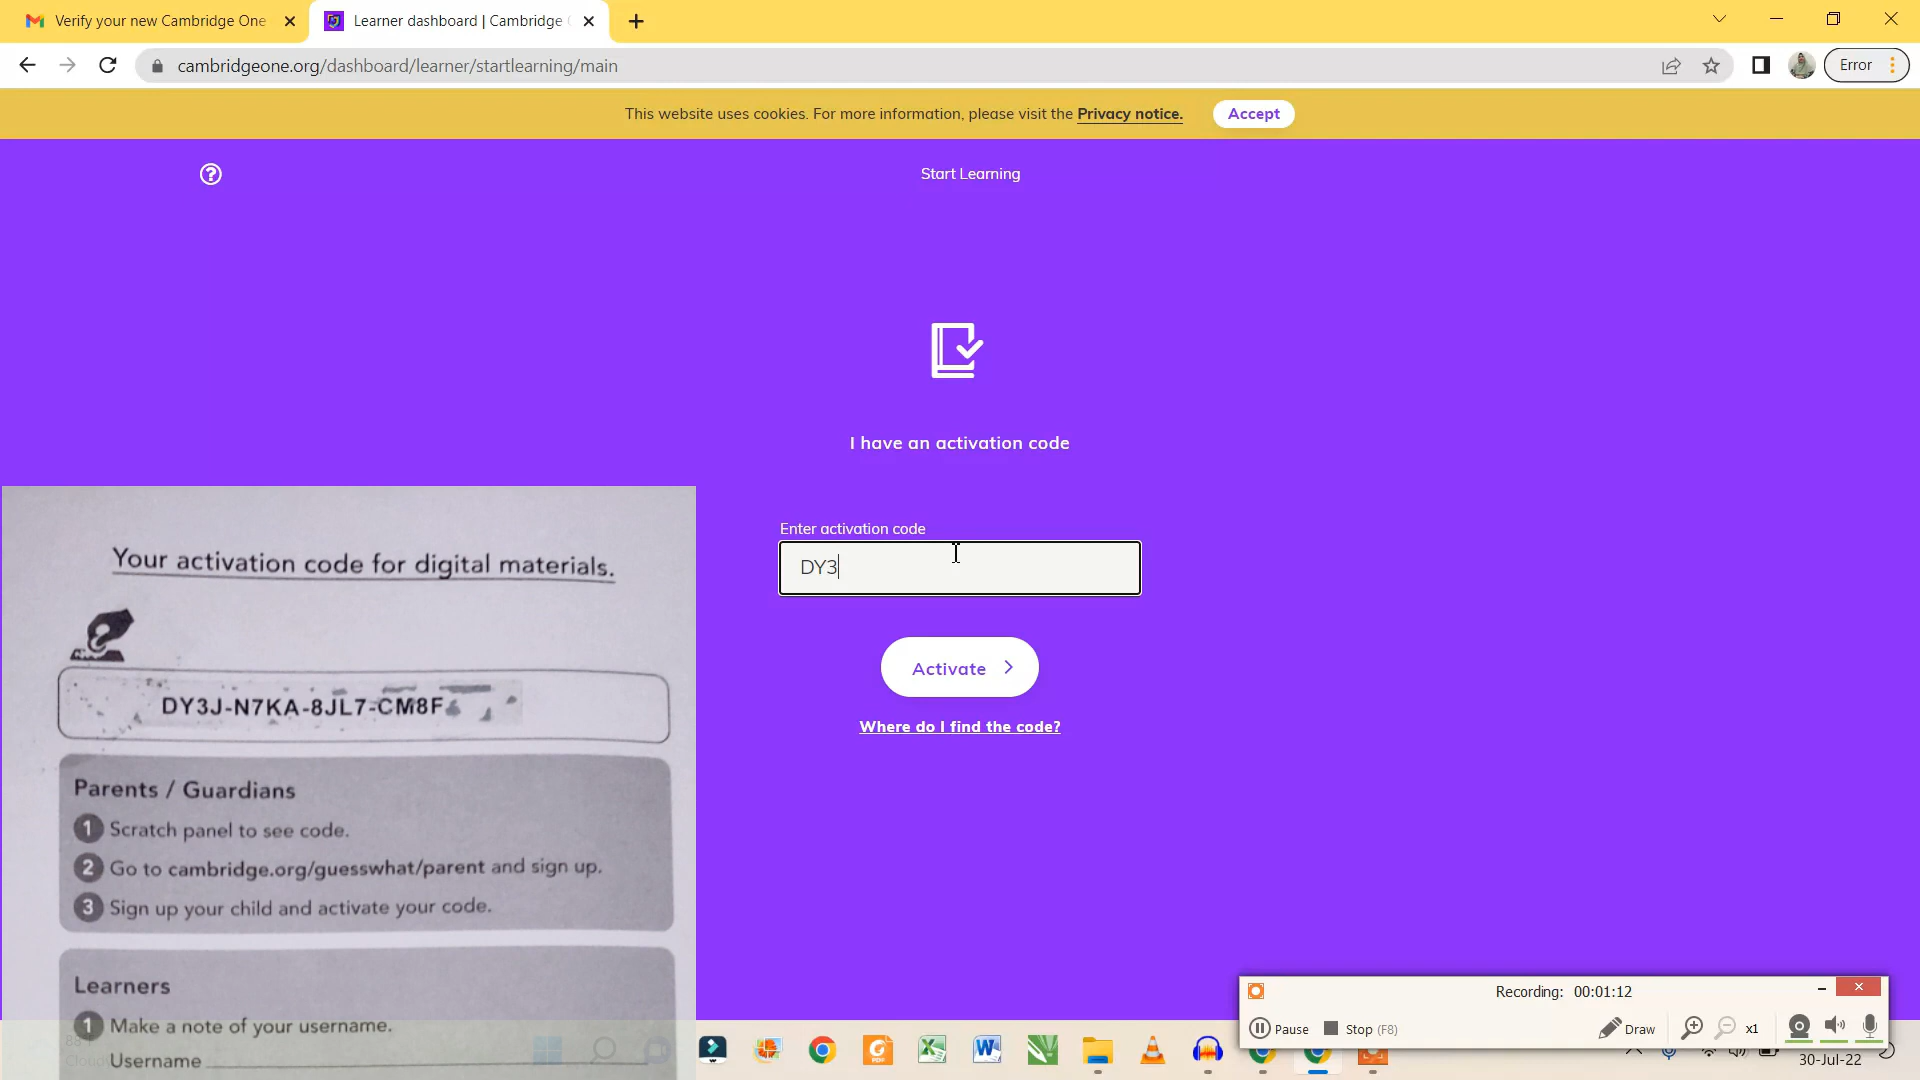 Verify your new Cambridge One
Learner dashboard | Cambridge
cambridgeone.org/dashboard/learner/startlearning/main
Error
This website uses cookies. For more information, please visit the Privacy notice.
Accept
Start Learning
I have an activation code
Enter activation code
DY3
Activate
Where do I find the code?
Your activation code for digital materials.
DY3J-N7KA-8JL7-CM8F
Parents / Guardians
1 Scratch panel to see code.
2 Go to cambridge.org/guesswhat/parent and sign up.
3 Sign up your child and activate your code.
Learners
1 Make a note of your username.
Username
Recording: 00:01:12
Pause
Stop (F8)
Draw
x1
30-Jul-22